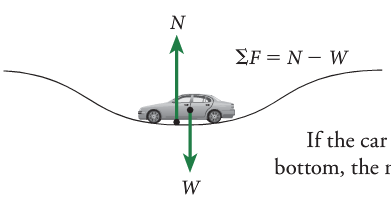 N
ΣF = N − W
If the car
bottom, the
W